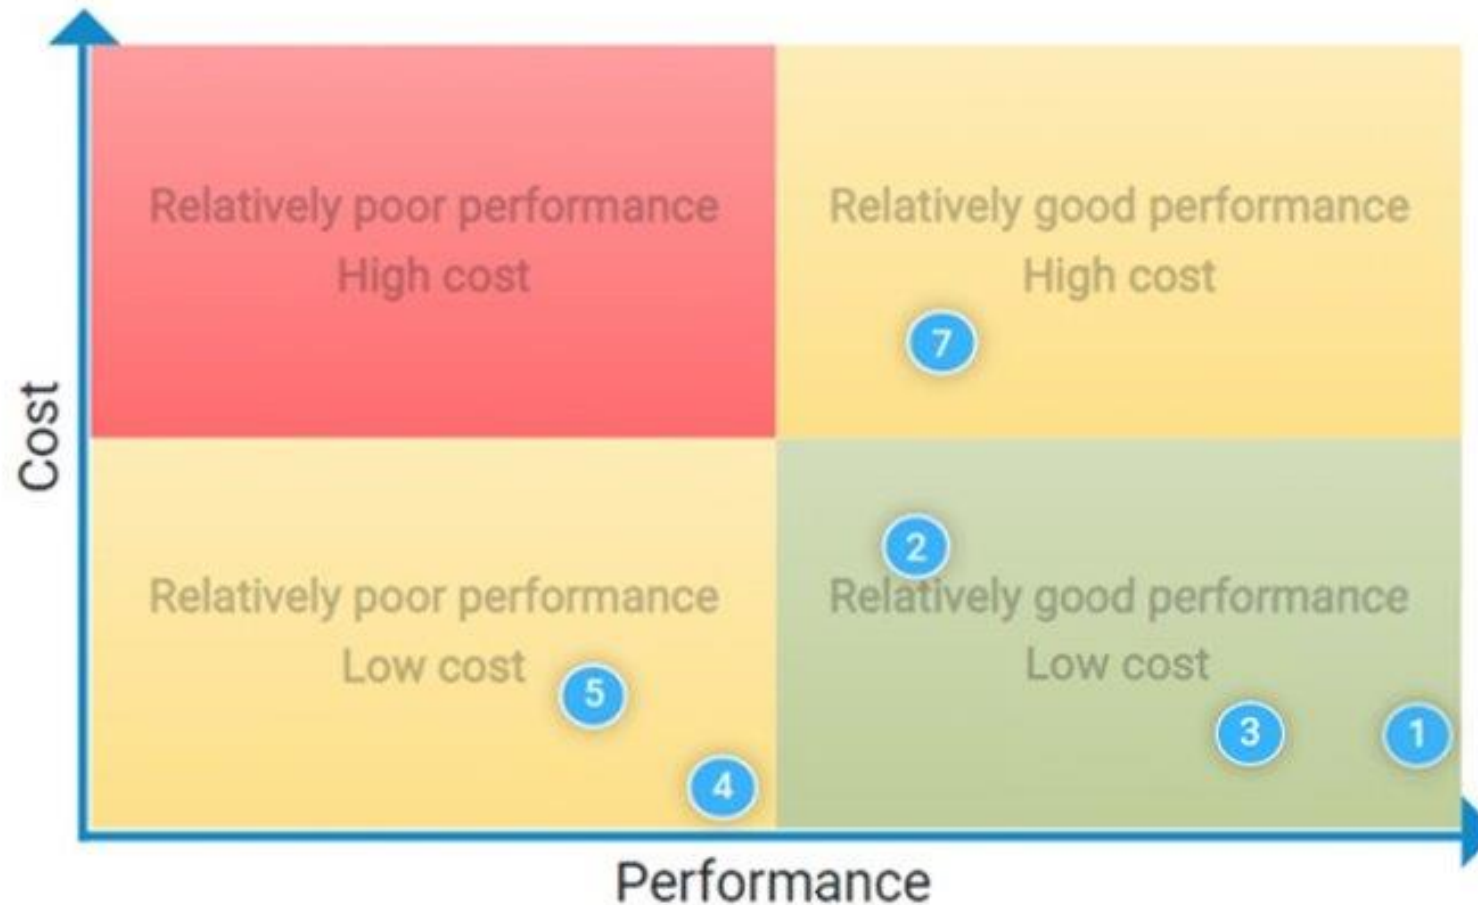 Relatively poor performance
High cost
Relatively good performance
High cost
7
Cost
2
Relatively poor performance
Low cost
Relatively good performance
Low cost
5
3
1
4
Performance